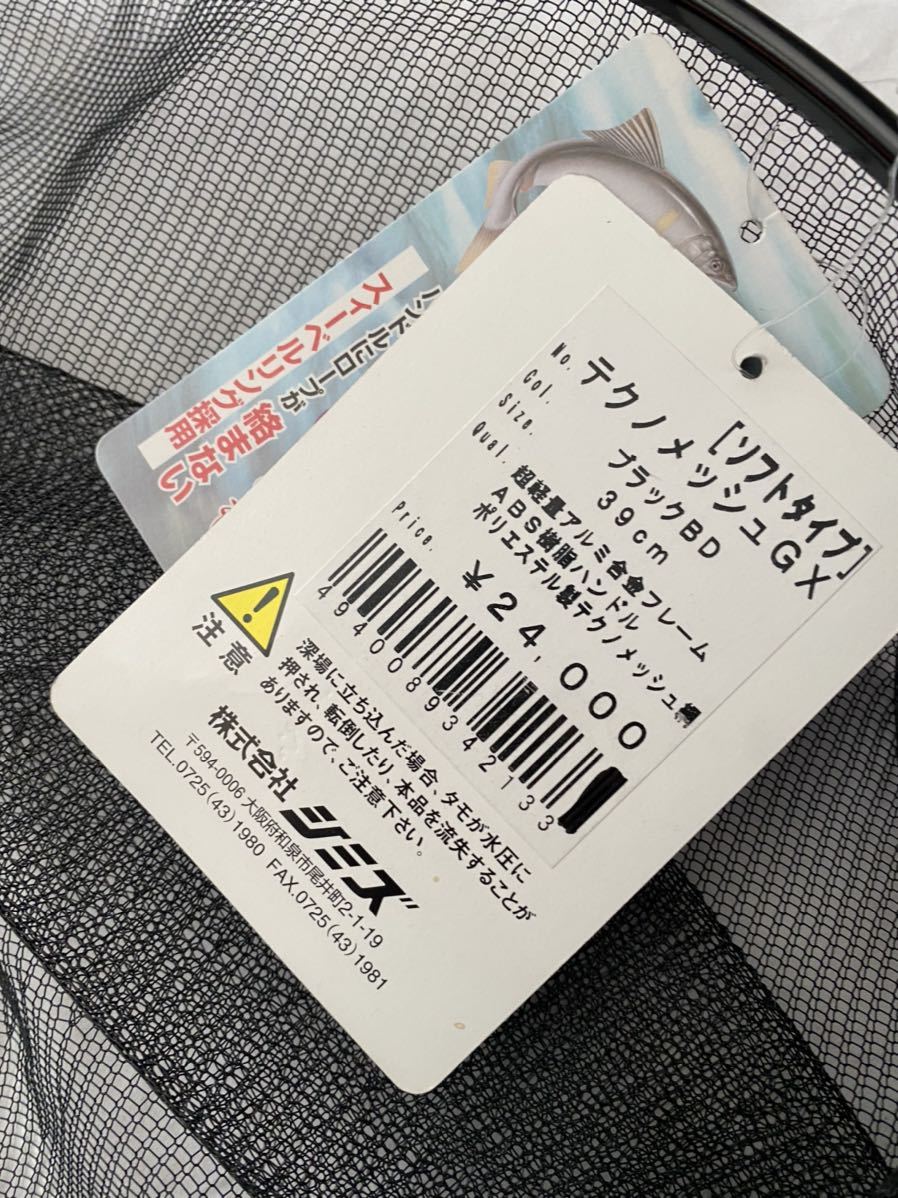 ハンドルにロープが
絡まない
スイーベルリング採用
[ソフトタイプ]
No. テクノメッシュGX
Col. ブラックBD
Size. 39cm
Qual. 超軽量アルミ合金フレーム
ABS樹脂ハンドル
ポリエステル製テクノメッシュ網
Price. ¥24,000
4940089342133
注意
深場に立ち込んだ場合、タモが水圧に
押され、転倒したり、本品を流失することが
ありますので、ご注意下さい。
株式会社シミズ
〒594-0006 大阪府和泉市尾井町2-1-19
TEL.0725(43)1980 FAX.0725(43)1981